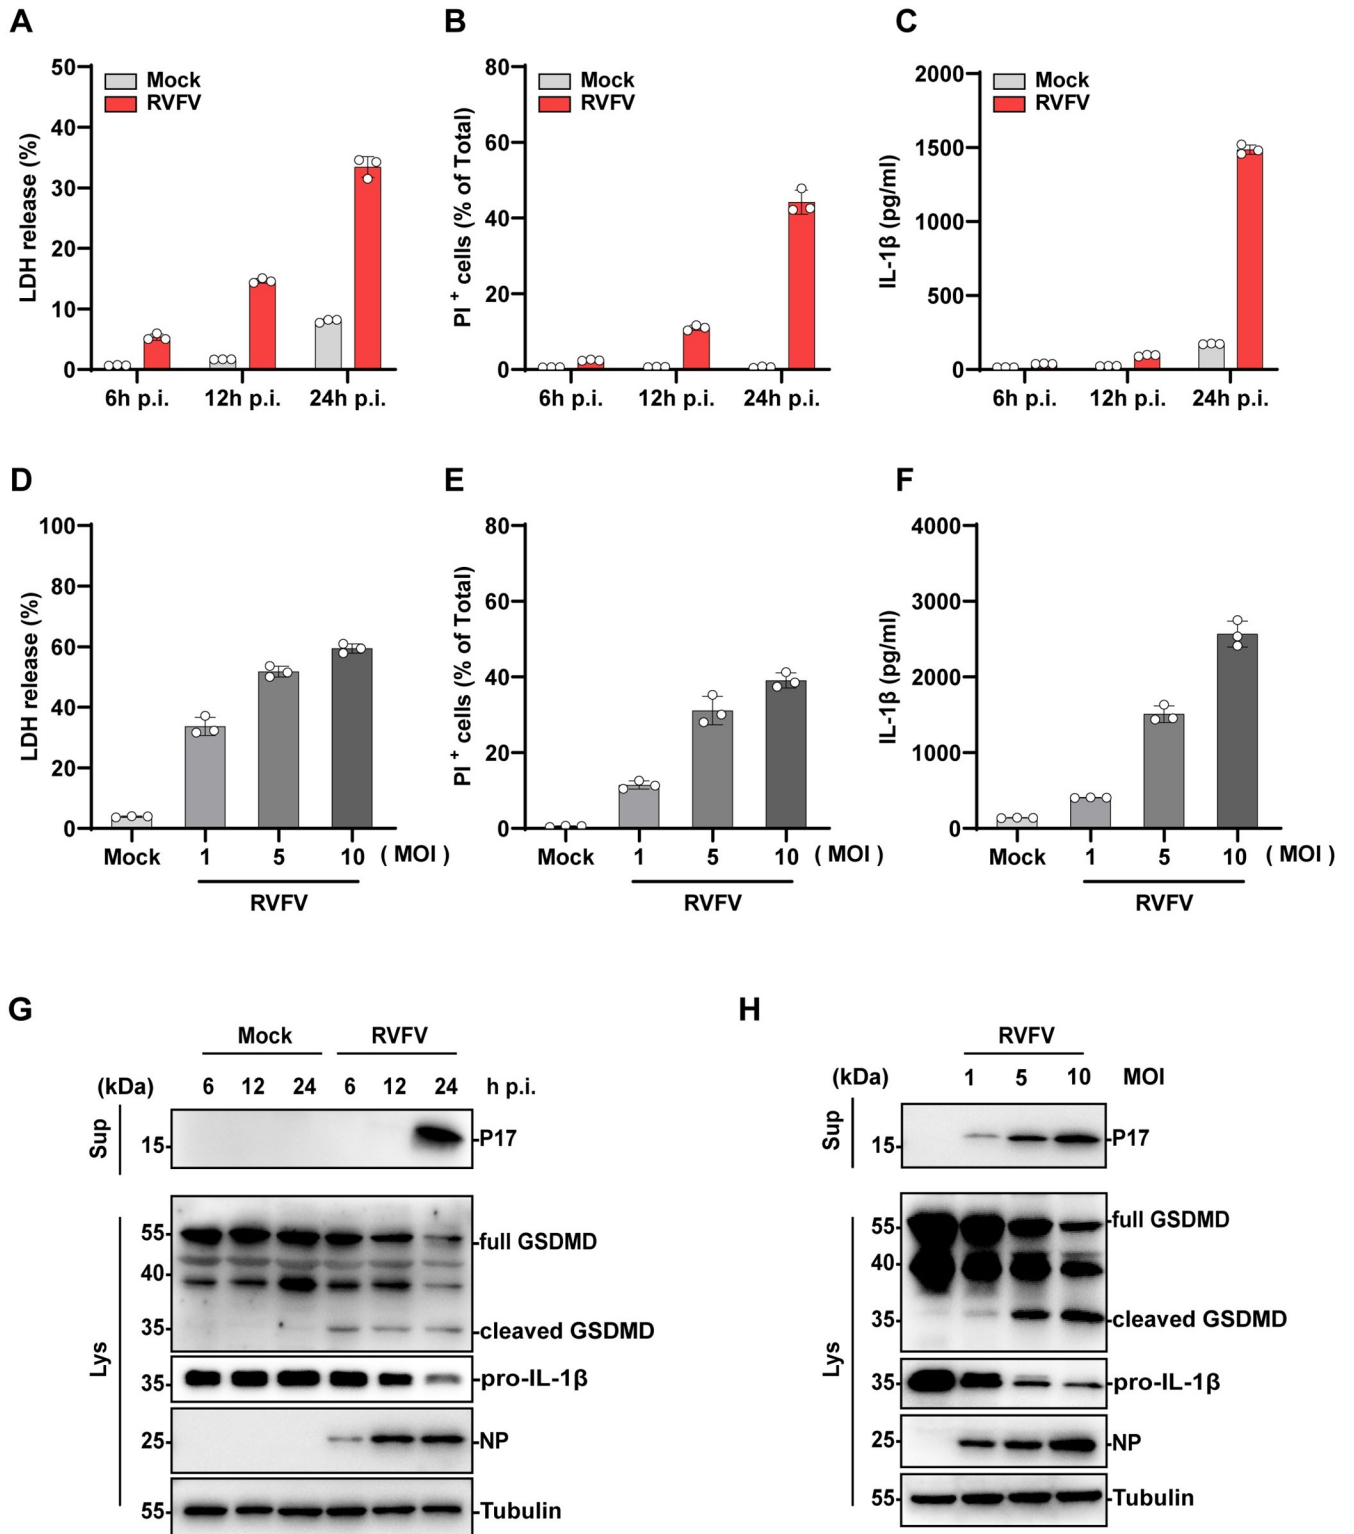 A
LDH release (%)
50
40
30
20
10
0
Mock
RVFV
6h p.i.
12h p.i.
24h p.i.
B
PI + cells (% of Total)
80
60
40
20
0
Mock
RVFV
6h p.i.
12h p.i.
24h p.i.
C
IL-1β (pg/ml)
2000
1500
1000
500
0
Mock
RVFV
6h p.i.
12h p.i.
24h p.i.
D
LDH release (%)
100
80
60
40
20
0
Mock 1 5 10 ( MOI )
RVFV
E
PI + cells (% of Total)
80
60
40
20
0
Mock 1 5 10 ( MOI )
RVFV
F
IL-1β (pg/ml)
4000
3000
2000
1000
0
Mock 1 5 10 ( MOI )
RVFV
G
Mock RVFV
(kDa) 6 12 24 6 12 24 h p.i.
Sup
15 P17
Lys
55 full GSDMD
40
35 cleaved GSDMD
35 pro-IL-1β
25 NP
55 Tubulin
H
RVFV
(kDa) 1 5 10 MOI
Sup
15 P17
Lys
55 full GSDMD
40
35 cleaved GSDMD
35 pro-IL-1β
25 NP
55 Tubulin